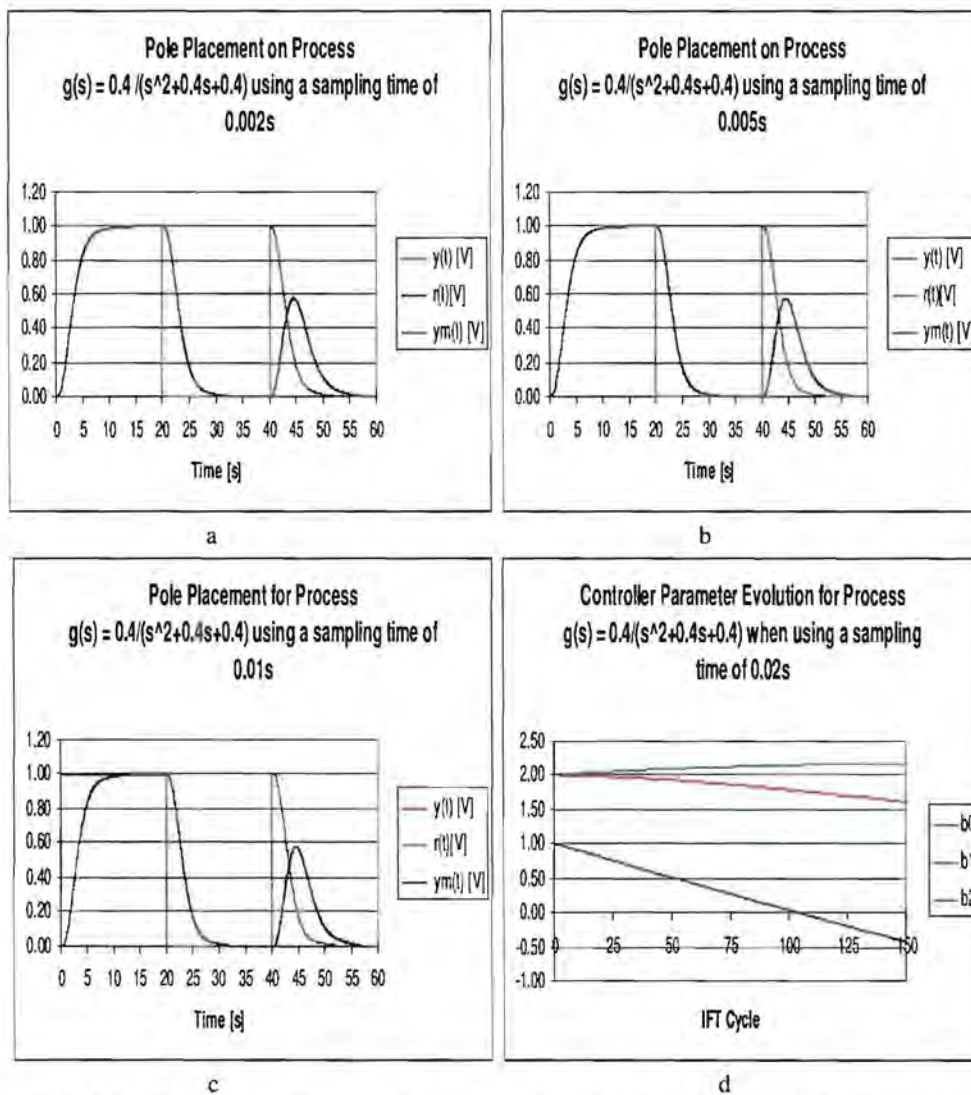 Pole Placement on Process
g(s) = 0.4 /(s^2+0.4s+0.4) using a sampling time of
0.002s
1.20
1.00
0.80
0.60
0.40
0.20
0.00
0 5 10 15 20 25 30 35 40 45 50 55 60
Time [s]
y(t) [V]
r(t)[V]
ym(t) [V]
a
Pole Placement on Process
g(s) = 0.4/(s^2+0.4s+0.4) using a sampling time of
0.005s
1.20
1.00
0.80
0.60
0.40
0.20
0.00
0 5 10 15 20 25 30 35 40 45 50 55 60
Time [s]
y(t) [V]
r(t)[V]
ym(t) [V
b
Pole Placement for Process
g(s) = 0.4/(s^2+0.4s+0.4) using a sampling time of
0.01s
1.20
1.00
0.80
0.60
0.40
0.20
0.00
0 5 10 15 20 25 30 35 40 45 50 55 60
Time [s]
y(t) [V]
r(t)[V]
ym(t) [V]
c
Controller Parameter Evolution for Process
g(s) = 0.4/(s^2+0.4s+0.4) when using a sampling
time of 0.02s
2.50
2.00
1.50
1.00
0.50
0.00
-0.50
-1.00
0 25 50 75 100 125 150
IFT Cycle
b0
b1
b2
d